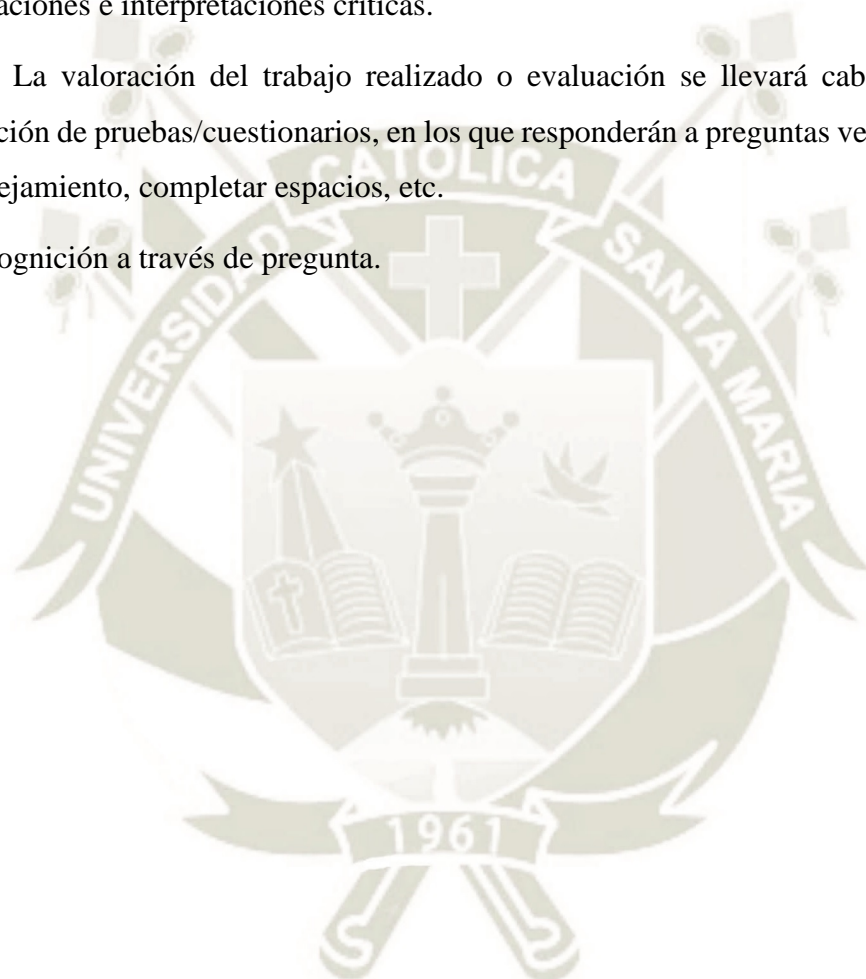 aciones e interpretaciones críticas.
La valoración del trabajo realizado o evaluación se llevará cab
ción de pruebas/cuestionarios, en los que responderán a preguntas ve
ejamiento, completar espacios, etc.
ognición a través de pregunta.
UNIVERSIDAD CATOLICA SANTA MARIA
1961